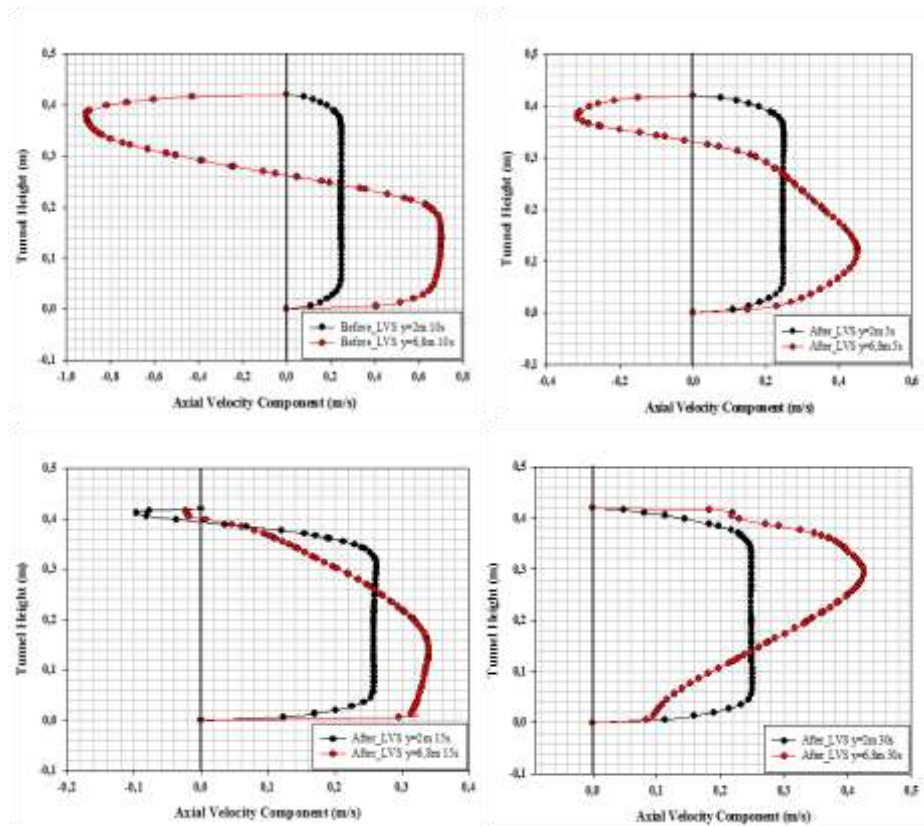 0,5
0,4
0,3
0,2
0,1
0,0
-0,1
-1,0 -0,8 -0,6 -0,4 -0,2 0,0 0,2 0,4 0,6 0,8
Tunnel Height (m)
Axial Velocity Component (m/s)
Before_LVS y=2m 10s
Before_LVS y=6,8m 10s
0,5
0,4
0,3
0,2
0,1
0,0
-0,1
-0,4 -0,2 0,0 0,2 0,4 0,6
Tunnel Height (m)
Axial Velocity Component (m/s)
After_LVS y=2m 5s
After_LVS y=6,8m 5s
0,5
0,4
0,3
0,2
0,1
0,0
-0,1
-0,2 -0,1 0,0 0,1 0,2 0,3 0,4
Tunnel Height (m)
Axial Velocity Component (m/s)
After_LVS y=2m 15s
After_LVS y=6,8m 15s
0,5
0,4
0,3
0,2
0,1
0,0
-0,1
0,0 0,1 0,2 0,3 0,4 0,5
Tunnel Height (m)
Axial Velocity Component (m/s)
After_LVS y=2m 30s
After_LVS y=6,8m 30s